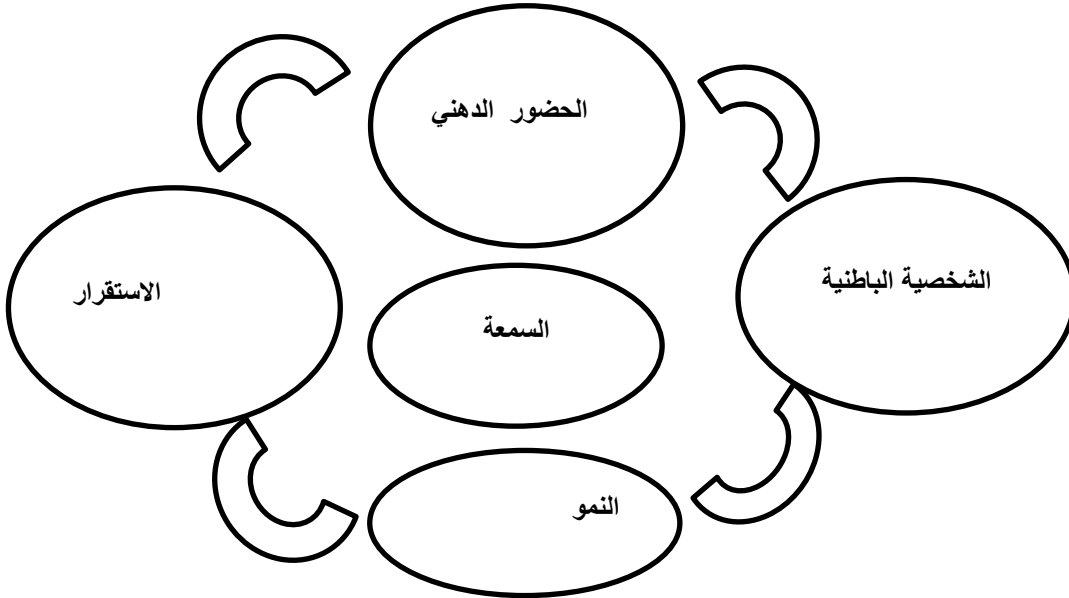 الحضور الدهني
الشخصية الباطنية
الاستقرار
السمعة
النمو